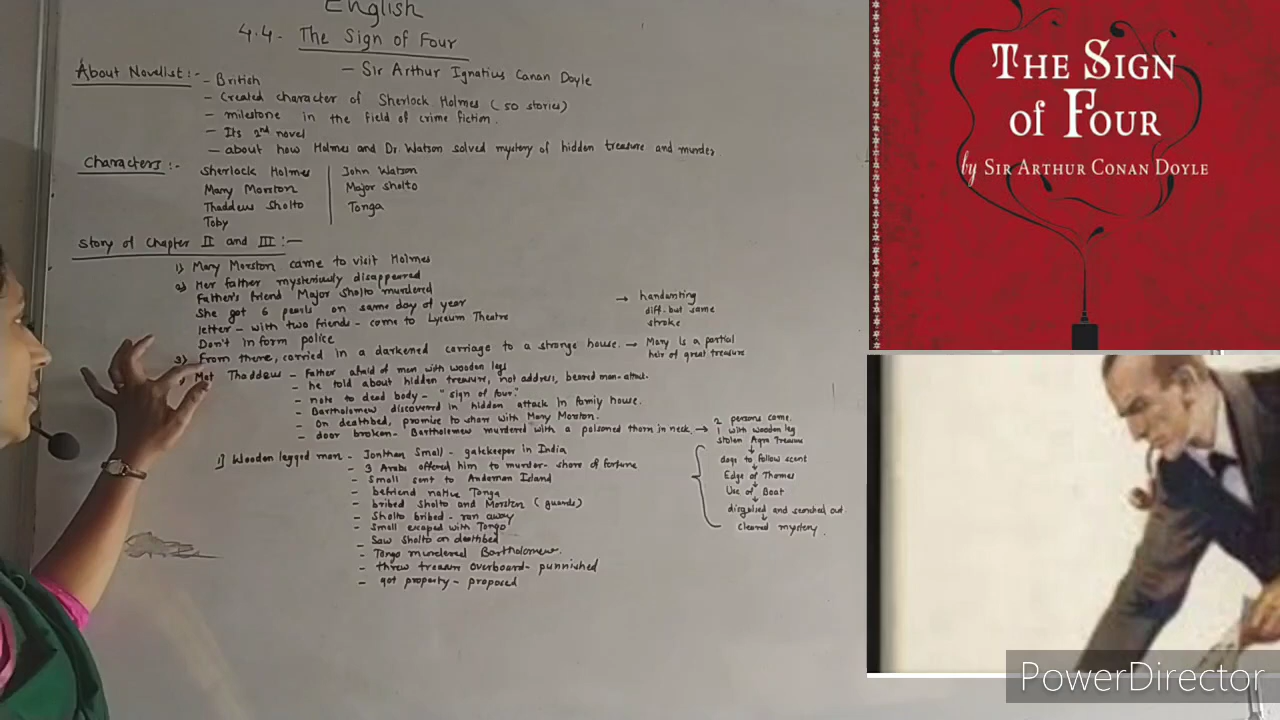 English
4.4. The Sign of Four
- Sir Arthur Ignatius Canan Doyle
About Novelist :- - British
- Created character of Sherlock Holmes (50 stories)
- milestone in the field of crime fiction.
- Its 2nd novel
- about how Holmes and Dr. Watson solved mystery of hidden treasure and murder
Characters :-
Sherlock Holmes | John Watson
Mary Morston | Major Sholto
Thaddeus Sholto | Tonga
Toby
Story of Chapter II and III :-
1) Mary Morston came to visit Holmes
2) Her father mysteriously disappeared
Father's friend Major Sholto murdered
She got 6 pearls on same day of year
letter - with two friends - come to Lyceum Theatre
Don't inform police
→ handwriting
diff. but same
stroke
3) From there, carried in a darkened carriage to a strange house. → Mary is a partial
heir of great treasure
Met Thaddeus - Father afraid of man with wooden legs
- he told about hidden treasure, not address, beared man-attack.
- note to dead body - "sign of four."
- Bartholomew discovered in hidden attack in family house.
- On deathbed, promise to share with Mary Morston.
- door broken - Bartholomew murdered with a poisoned thorn in neck. → 2 persons came,
1 with wooden leg
stolen Agra Treasure
↓
dogs to follow scent
↓
Edge of Thames
↓
Use of Boat
↓
disguised and searched out
↓
cleared mystery.
1) Wooden legged man - Jonthan Small - gatekeeper in India
- 3 Arabs offered him to murder - share of fortune
- Small sent to Andaman Island
- befriend native Tonga
- bribed Sholto and Morston (guards)
- Sholto bribed - ran away
- Small escaped with Tonga
- Saw Sholto on deathbed
- Tonga murdered Bartholomew.
- threw treasure overboard - punnished
- got property - proposed
THE SIGN
OF FOUR
by SIR ARTHUR CONAN DOYLE
PowerDirector